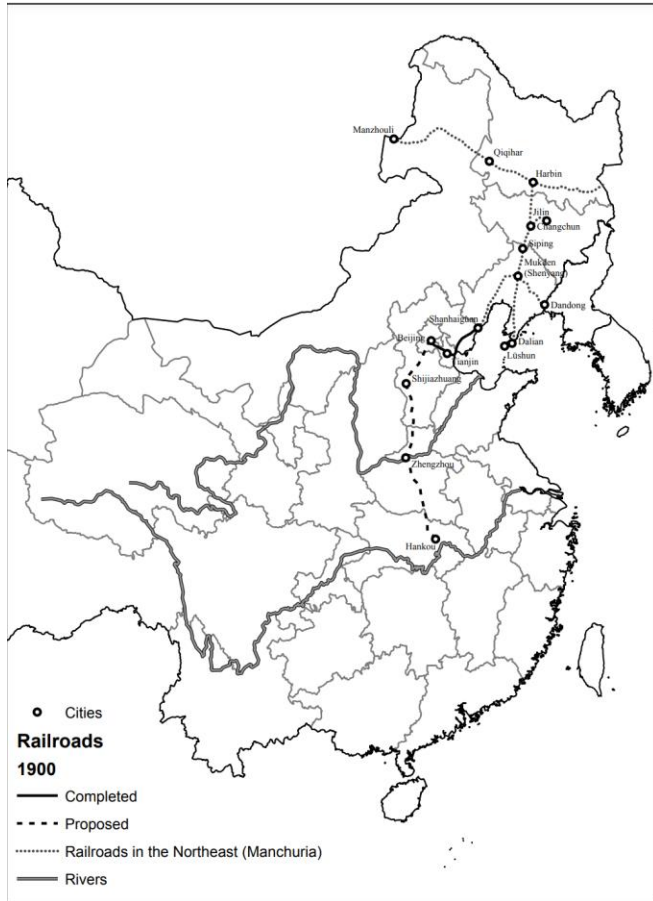 Manzhouli
Qiqihar
Harbin
Jilin
Changchun
Siping
Mukden
(Shenyang)
Dandong
Shanhaiguan
Beijing
Tianjin
Dalian
Lüshun
Shijiazhuang
Zhengzhou
Hankou
Cities
Railroads
1900
Completed
Proposed
Railroads in the Northeast (Manchuria)
Rivers